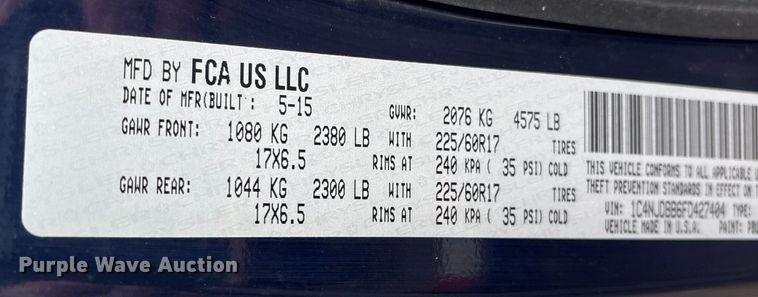 MFD BY FCA US LLC
DATE OF MFR(BUILT): 5-15 GVWR: 2076 KG 4575 LB
GAWR FRONT: 1080 KG 2380 LB WITH 225/60R17 TIRES
17X6.5 RIMS AT 240 KPA ( 35 PSI) COLD
GAWR REAR: 1044 KG 2300 LB WITH 225/60R17 TIRES
17X6.5 RIMS AT 240 KPA ( 35 PSI) COLD
THIS VEHICLE CONFORMS TO ALL APPLICABLE
THEFT PREVENTION STANDARDS IN EFFECT ON
VIN: 1C4NJDBB6FD427404 TYPE:
VEHICLE MADE IN U.S.A. PAINT:
Purple Wave Auction